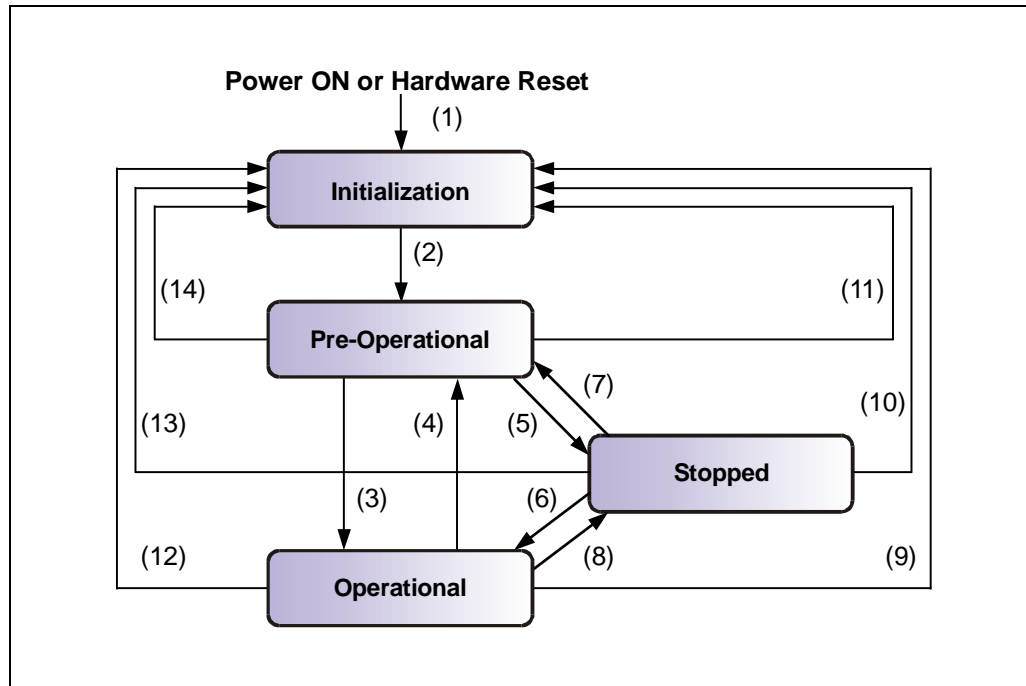 Power ON or Hardware Reset
(1)
Initialization
(2)
(14)
(11)
Pre-Operational
(7)
(13)
(4)
(5)
(10)
Stopped
(3)
(6)
(12)
(8)
(9)
Operational